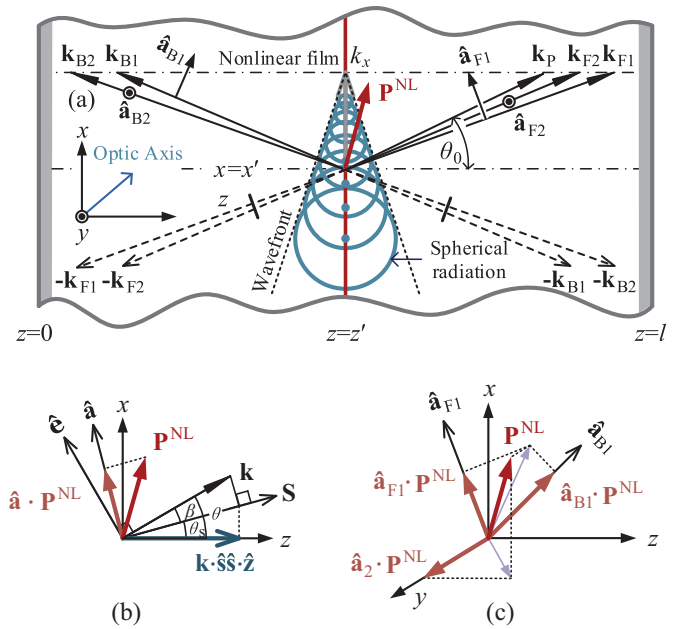 k_B2 k_B1 â_B1 Nonlinear film k_x â_F1 k_P k_F2 k_F1
(a) â_B2 P^NL â_F2
x Optic Axis x=x′ θ_0
z
y Wavefront Spherical
radiation
-k_F1 -k_F2 -k_B1 -k_B2
z=0 z=z′ z=l
ê â x P^NL k S
â · P^NL β θ θ_s z
k·ŝŝ·ẑ
(b)
â_F1 x P^NL â_B1
â_F1 · P^NL â_B1 · P^NL
z
â_2 · P^NL
y
(c)